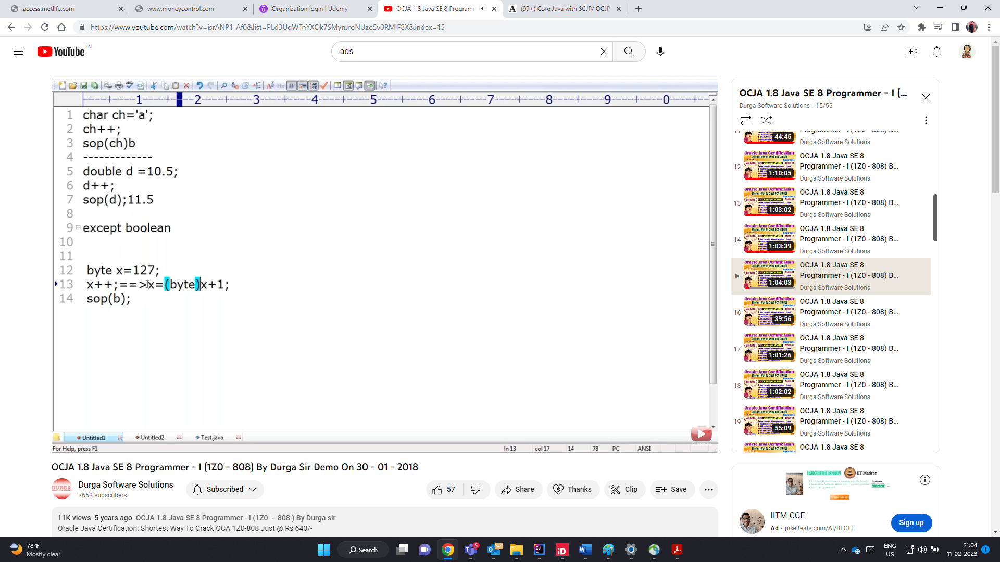 access.metlife.com
www.moneycontrol.com
Organization login | Udemy
OCJA 1.8 Java SE 8 Programm
(99+) Core Java with SCJP/ OCJP
https://www.youtube.com/watch?v=jsrANP1-Af0&list=PLd3UqWTnYXOk7SMynJroNUzo5v0RMIF8X&index=15
YouTube IN
ads
----+----1----+----2----+----3----+----4----+----5----+----6----+----7----+----8----+----9----+----0----+--
1 char ch='a';
2 ch++;
3 sop(ch)b
4 -------------
5 double d =10.5;
6 d++;
7 sop(d);11.5
8
9 except boolean
10
11
12 byte x=127;
13 x++;==>x=(byte)x+1;
14 sop(b);
Untitled1
Untitled2
Test.java
For Help, press F1
ln 13
col 17
14
78
PC
ANSI
OCJA 1.8 Java SE 8 Programmer - I (1Z0 - 808) By Durga Sir Demo On 30 - 01 - 2018
DURGA
Durga Software Solutions
765K subscribers
Subscribed
57
Share
Thanks
Clip
Save
11K views 5 years ago OCJA 1.8 Java SE 8 Programmer - I (1Z0 - 808 ) By Durga sir
Oracle Java Certification: Shortest Way To Crack OCA 1Z0-808 Just @ Rs 640/-
OCJA 1.8 Java SE 8 Programmer - I (...
Durga Software Solutions - 15/55
44:45
Durga Software Solutions
12
1:10:05
OCJA 1.8 Java SE 8
Programmer - I (1Z0 - 808) B...
Durga Software Solutions
13
1:03:02
OCJA 1.8 Java SE 8
Programmer - I (1Z0 - 808) B...
Durga Software Solutions
14
1:03:39
OCJA 1.8 Java SE 8
Programmer - I (1Z0 - 808) B...
Durga Software Solutions
1:04:03
OCJA 1.8 Java SE 8
Programmer - I (1Z0 - 808) B...
Durga Software Solutions
16
39:56
OCJA 1.8 Java SE 8
Programmer - I (1Z0 - 808) B...
Durga Software Solutions
17
1:01:26
OCJA 1.8 Java SE 8
Programmer - I (1Z0 - 808) B...
Durga Software Solutions
18
1:02:02
OCJA 1.8 Java SE 8
Programmer - I (1Z0 - 808) B...
Durga Software Solutions
19
55:09
OCJA 1.8 Java SE 8
Programmer - I (1Z0 - 808) B...
Durga Software Solutions
OCJA 1.8 Java SE 8
PIXELTESTS
IIT Madras
IITM CCE
Ad · pixeltests.com/AI/IITCEE
Sign up
78°F
Mostly clear
Search
5
ENG
US
21:04
11-02-2023
1